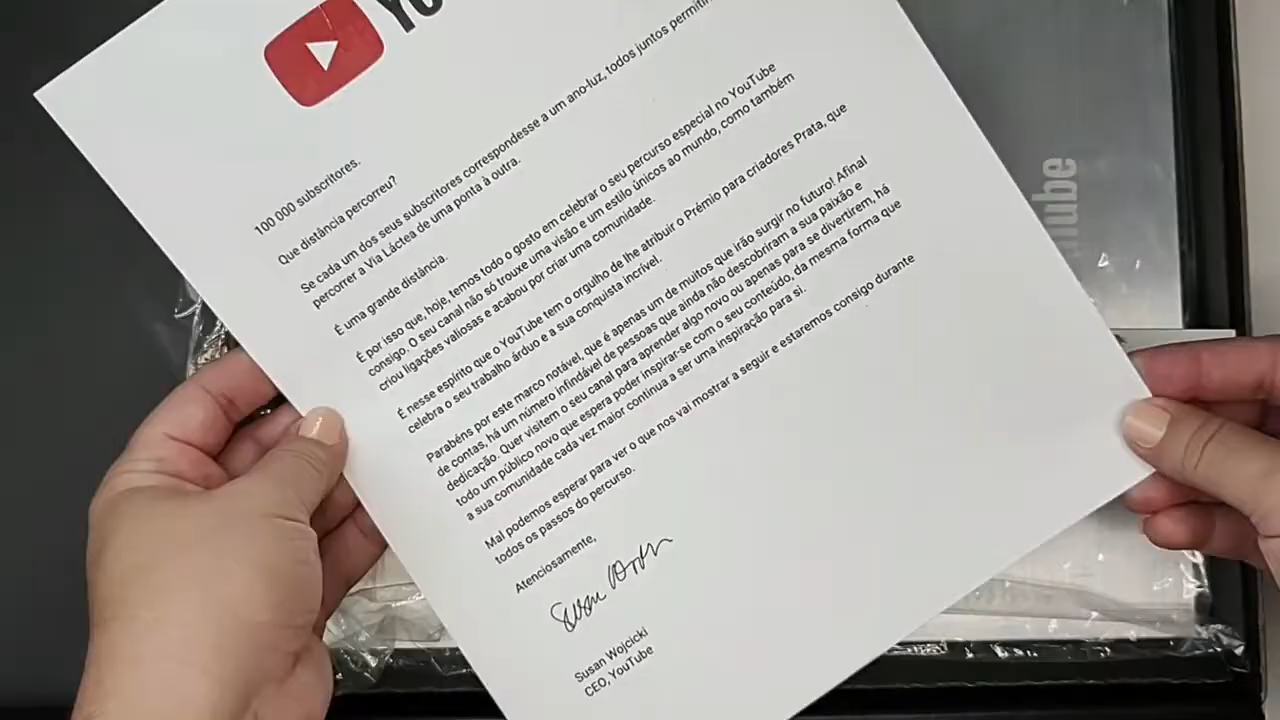 Yo
100 000 subscritores.
Que distância percorreu?
Se cada um dos seus subscritores correspondesse a um ano-luz, todos juntos permitiri
percorrer a Via Láctea de uma ponta à outra.
É uma grande distância.
É por isso que, hoje, temos todo o gosto em celebrar o seu percurso especial no YouTube
consigo. O seu canal não só trouxe uma visão e um estilo únicos ao mundo, como também
criou ligações valiosas e acabou por criar uma comunidade.
É nesse espírito que o YouTube tem o orgulho de lhe atribuir o Prémio para criadores Prata, que
celebra o seu trabalho árduo e a sua conquista incrível.
Parabéns por este marco notável, que é apenas um de muitos que irão surgir no futuro! Afinal
de contas, há um número infindável de pessoas que ainda não descobriram a sua paixão e
dedicação. Quer visitem o seu canal para aprender algo novo ou apenas para se divertirem, há
todo um público novo que espera poder inspirar-se com o seu conteúdo, da mesma forma que
a sua comunidade cada vez maior continua a ser uma inspiração para si.
Mal podemos esperar para ver o que nos vai mostrar a seguir e estaremos consigo durante
todos os passos do percurso.
Atenciosamente,
Susan Wojcicki
CEO, YouTube